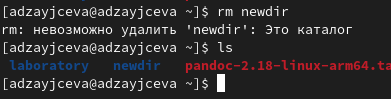 [adzayjceva@adzayjceva ~]$ rm newdir
rm: невозможно удалить 'newdir': Это каталог
[adzayjceva@adzayjceva ~]$ ls
laboratory newdir pandoc-2.18-linux-arm64.ta
[adzayjceva@adzayjceva ~]$